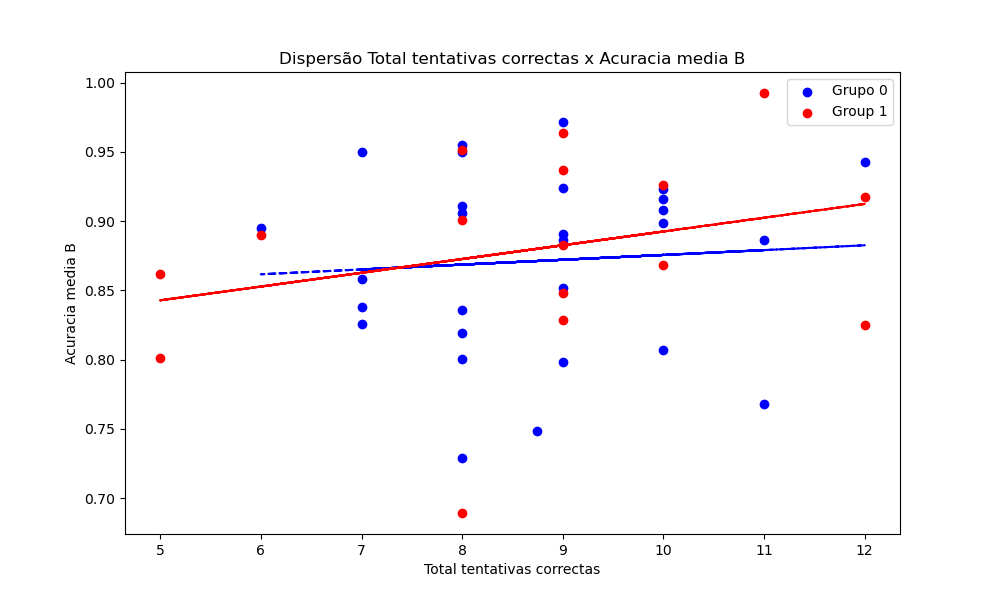 Dispersão Total tentativas correctas x Acuracia media B
Grupo 0
Group 1
Acuracia media B
1.00
0.95
0.90
0.85
0.80
0.75
0.70
5 6 7 8 9 10 11 12
Total tentativas correctas